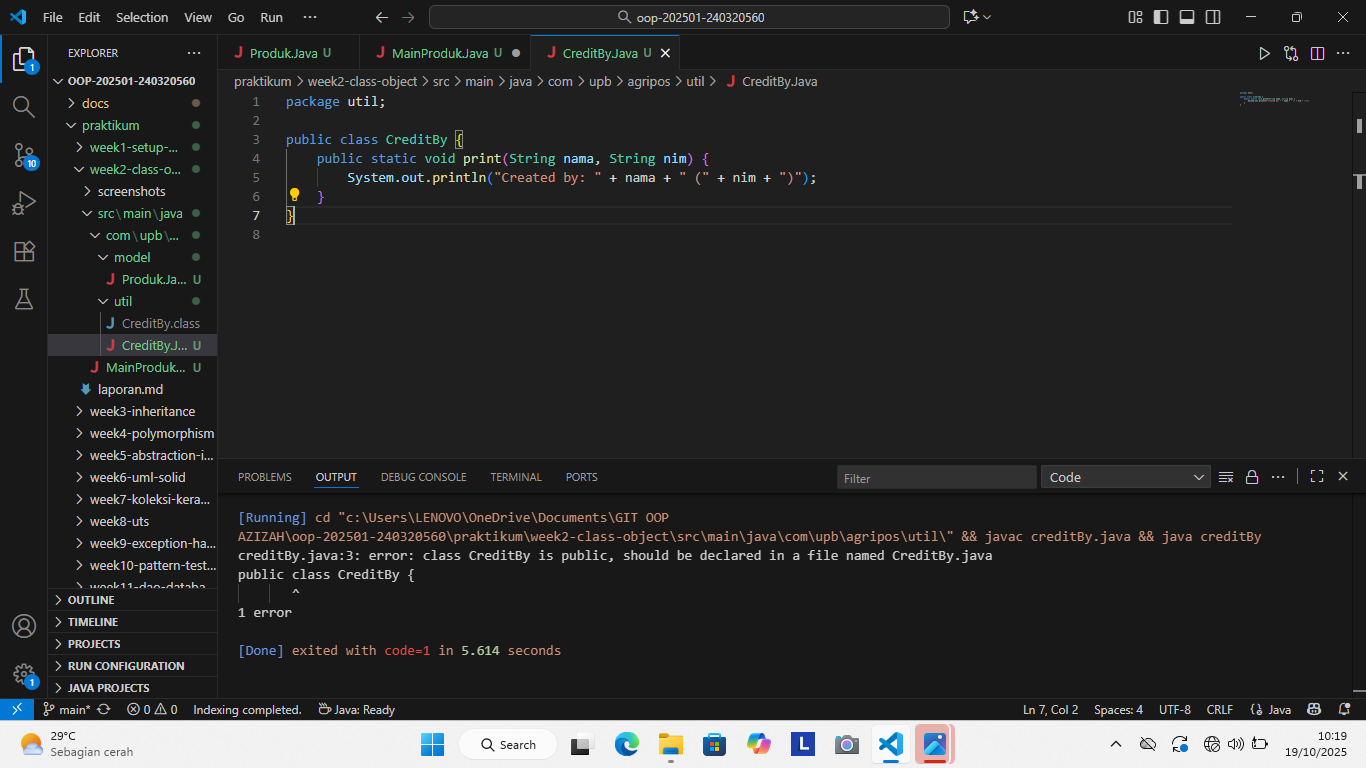 File Edit Selection View Go Run ··· oop-202501-240320560
EXPLORER ···
OOP-202501-240320560
docs
praktikum
week1-setup-...
week2-class-o...
screenshots
src\main\java
com\upb\...
model
Produk.Ja... U
util
CreditBy.class
CreditBy.J... U
MainProduk... U
laporan.md
week3-inheritance
week4-polymorphism
week5-abstraction-i...
week6-uml-solid
week7-koleksi-kera...
week8-uts
week9-exception-ha...
week10-pattern-test...
week11-dao-databa
OUTLINE
TIMELINE
PROJECTS
RUN CONFIGURATION
JAVA PROJECTS
1
10
1
Produk.Java U MainProduk.Java U CreditBy.Java U
praktikum > week2-class-object > src > main > java > com > upb > agripos > util > CreditBy.Java
1 package util;
2
3 public class CreditBy {
4 public static void print(String nama, String nim) {
5 System.out.println("Created by: " + nama + " (" + nim + ")");
6 }
7 }
8
PROBLEMS OUTPUT DEBUG CONSOLE TERMINAL PORTS Filter Code
[Running] cd "c:\Users\LENOVO\OneDrive\Documents\GIT OOP
AZIZAH\oop-202501-240320560\praktikum\week2-class-object\src\main\java\com\upb\agripos\util\" && javac creditBy.java && java creditBy
creditBy.java:3: error: class CreditBy is public, should be declared in a file named CreditBy.java
public class CreditBy {
^
1 error
[Done] exited with code=1 in 5.614 seconds
main* 0 0 Indexing completed. Java: Ready Ln 7, Col 2 Spaces: 4 UTF-8 CRLF {} Java
29°C
Sebagian cerah
Search
L
10:19
19/10/2025